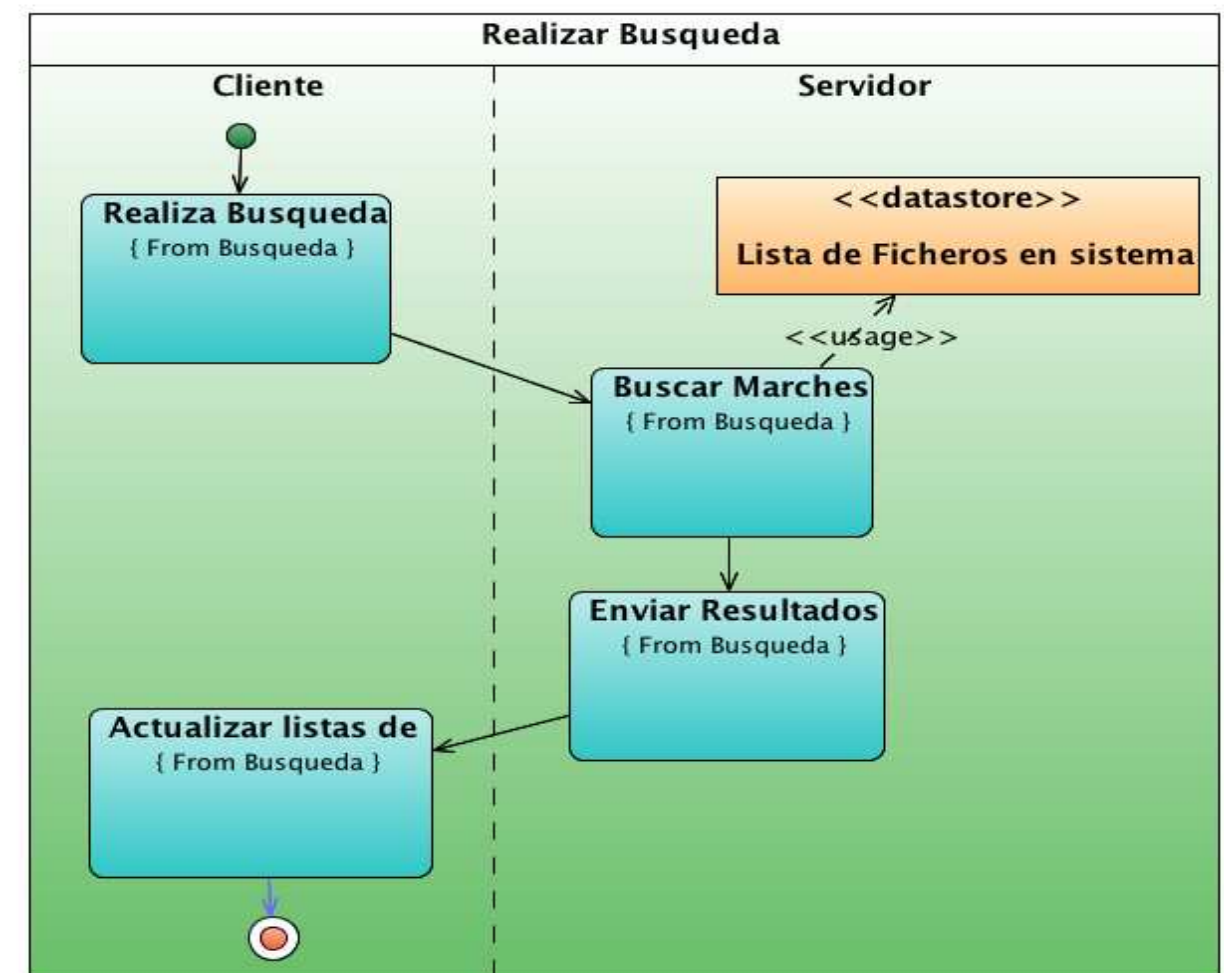 Realizar Busqueda
Cliente
Servidor
Realiza Busqueda
{ From Busqueda }
<<datastore>>
Lista de Ficheros en sistema
<<usage>>
Buscar Marches
{ From Busqueda }
Enviar Resultados
{ From Busqueda }
Actualizar listas de
{ From Busqueda }